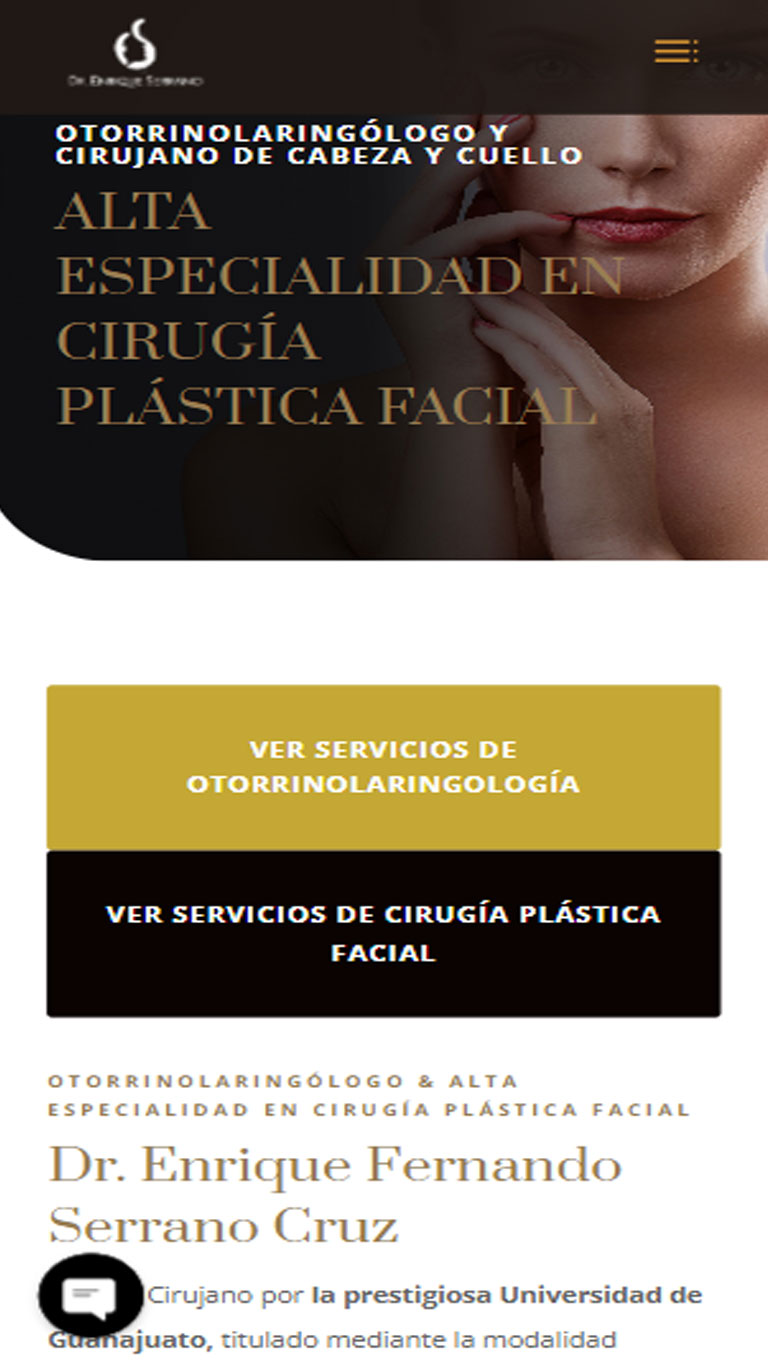 DR. ENRIQUE SERRANO
OTORRINOLARINGÓLOGO Y
CIRUJANO DE CABEZA Y CUELLO
ALTA
ESPECIALIDAD EN
CIRUGÍA
PLÁSTICA FACIAL
VER SERVICIOS DE
OTORRINOLARINGOLOGÍA
VER SERVICIOS DE CIRUGÍA PLÁSTICA
FACIAL
OTORRINOLARINGÓLOGO & ALTA
ESPECIALIDAD EN CIRUGÍA PLÁSTICA FACIAL
Dr. Enrique Fernando
Serrano Cruz
Cirujano por la prestigiosa Universidad de
Guanajuato, titulado mediante la modalidad